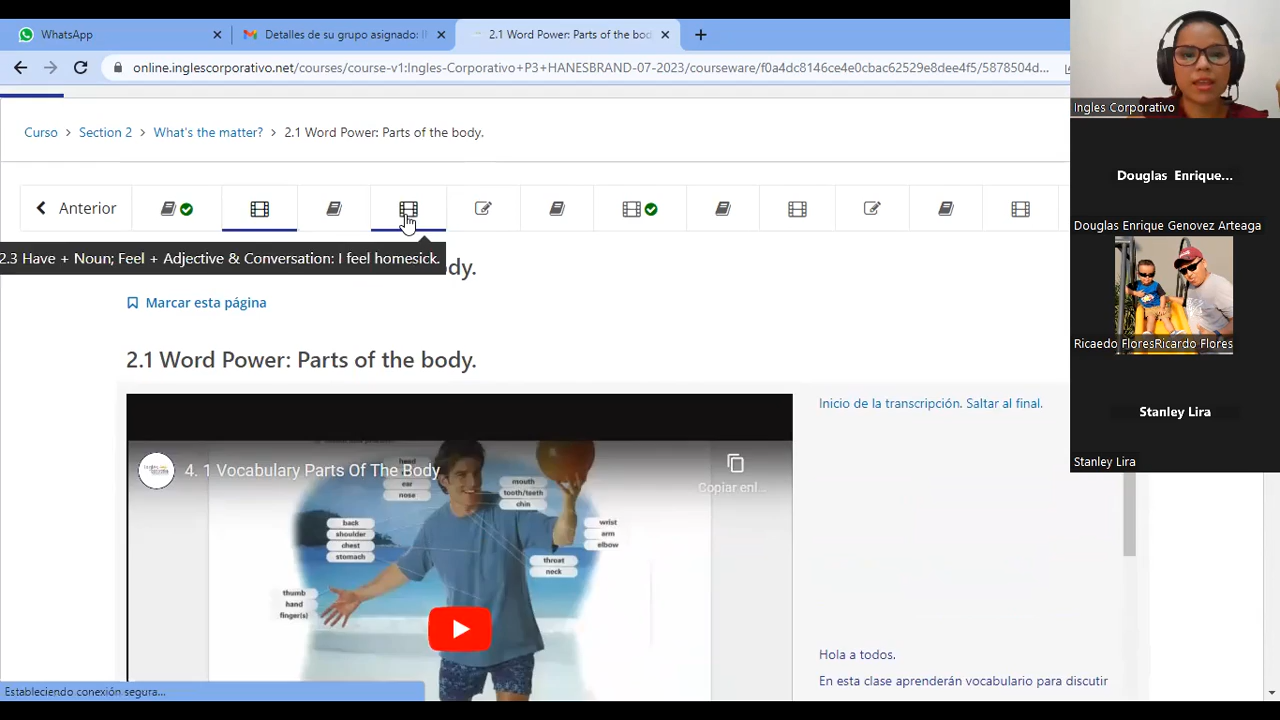 WhatsApp
Detalles de su grupo asignado: I
2.1 Word Power: Parts of the bod
online.inglescorporativo.net/courses/course-v1:Ingles-Corporativo+P3+HANESBRAND-07-2023/courseware/f0a4dc8146ce4e0cbac62529e8dee4f5/5878504d...
Curso > Section 2 > What's the matter? > 2.1 Word Power: Parts of the body.
Anterior
2.3 Have + Noun; Feel + Adjective & Conversation: I feel homesick.
dy.
Marcar esta página
2.1 Word Power: Parts of the body.
Inicio de la transcripción. Saltar al final.
4. 1 Vocabulary Parts Of The Body
Copiar enl...
head
ear
nose
mouth
tooth/teeth
chin
back
shoulder
chest
stomach
wrist
arm
elbow
throat
neck
thumb
hand
finger(s)
Hola a todos.
En esta clase aprenderán vocabulario para discutir
Estableciendo conexión segura...
Ingles Corporativo
Douglas Enrique...
Douglas Enrique Genovez Arteaga
Ricaedo FloresRicardo Flores
Stanley Lira
Stanley Lira